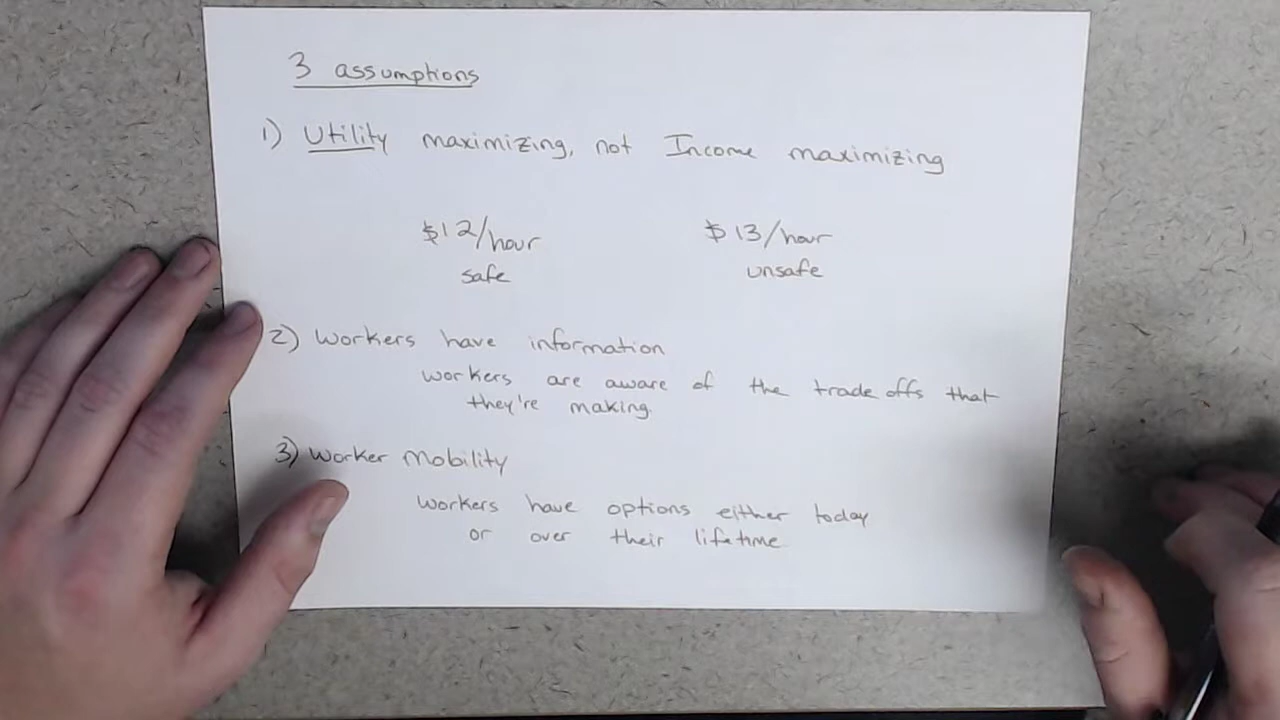 3 assumptions
1) Utility maximizing, not Income maximizing
$12/hour $13/hour
safe unsafe
2) Workers have information
workers are aware of the trade offs that
they're making.
3) Worker Mobility
Workers have options either today
or over their lifetime.